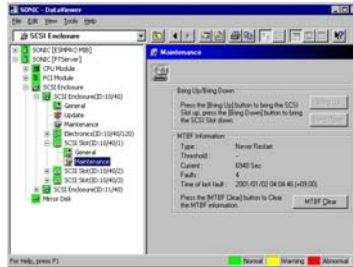 SONIC - DataViewer
File Edit View Tools Help
SCSI Enclosure
SONIC [ESMPRO MIB]
SONIC [FTServer]
CPU Module
PCI Module
SCSI Enclosure
SCSI Enclosure(ID:10/40)
General
Update
Maintenance
Electronics(ID:10/40/120)
SCSI Slot(ID:10/40/1)
General
Maintenance
SCSI Slot(ID:10/40/2)
SCSI Slot(ID:10/40/3)
SCSI Enclosure(ID:11/40)
Mirror Disk
Maintenance
Bring Up/Bring Down
Press the [Bring Up] button to bring the SCSI
Slot up, press the [Bring Down] button to bring
the SCSI Slot down.
Bring Up
Bring Down
MTBF Information
Type : Never Restart
Threshold : -
Current : 6940 Sec
Faults : 4
Time of last fault : 2001/01/02 04:04:46 (+09:00)
Press the [MTBF Clear] button to Clear
the MTBF information.
MTBF Clear
For Help, press F1
Normal
Warning
Abnormal